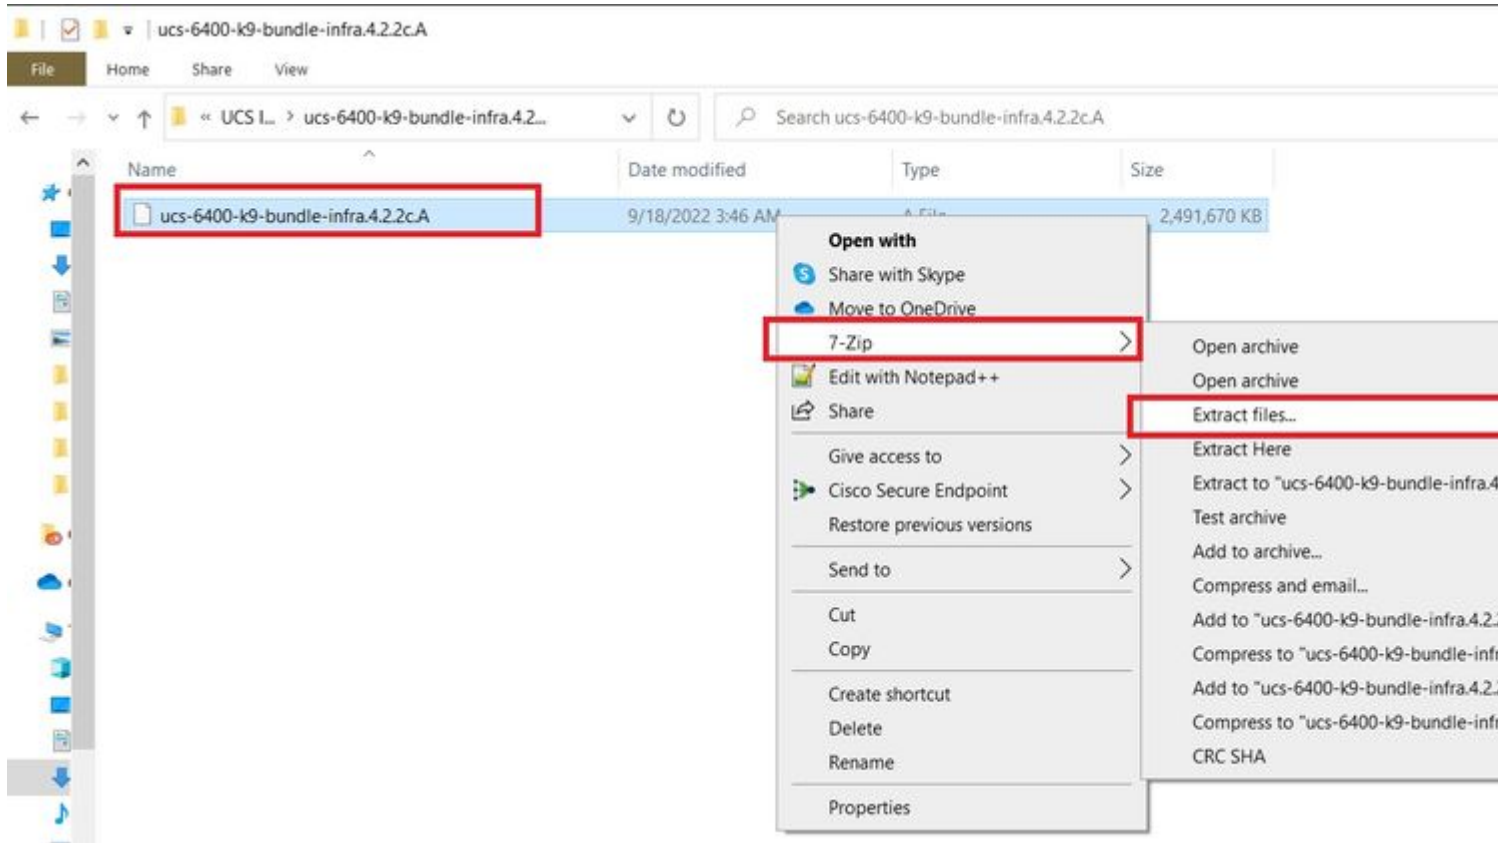 ucs-6400-k9-bundle-infra.4.2.2c.A
File Home Share View
« UCS I... > ucs-6400-k9-bundle-infra.4.2... Search ucs-6400-k9-bundle-infra.4.2.2c.A
Name Date modified Type Size
ucs-6400-k9-bundle-infra.4.2.2c.A 9/18/2022 3:46 AM A File 2,491,670 KB
Open with
Share with Skype
Move to OneDrive
7-Zip
Edit with Notepad++
Share
Give access to
Cisco Secure Endpoint
Restore previous versions
Send to
Cut
Copy
Create shortcut
Delete
Rename
Properties
Open archive
Open archive
Extract files...
Extract Here
Extract to "ucs-6400-k9-bundle-infra.4
Test archive
Add to archive...
Compress and email...
Add to "ucs-6400-k9-bundle-infra.4.2.
Compress to "ucs-6400-k9-bundle-inf
Add to "ucs-6400-k9-bundle-infra.4.2.
Compress to "ucs-6400-k9-bundle-inf
CRC SHA